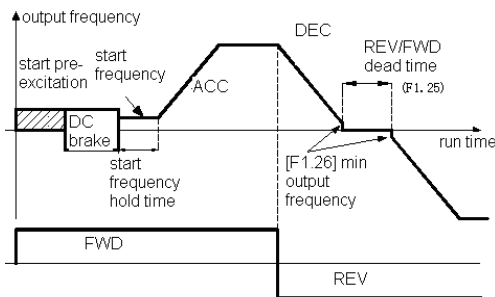 output frequency
start pre-
excitation
start
frequency
DEC
REV/FWD
dead time
(F1.25)
ACC
DC
brake
run time
start
frequency
hold time
[F1.26] min
output
frequency
FWD
REV